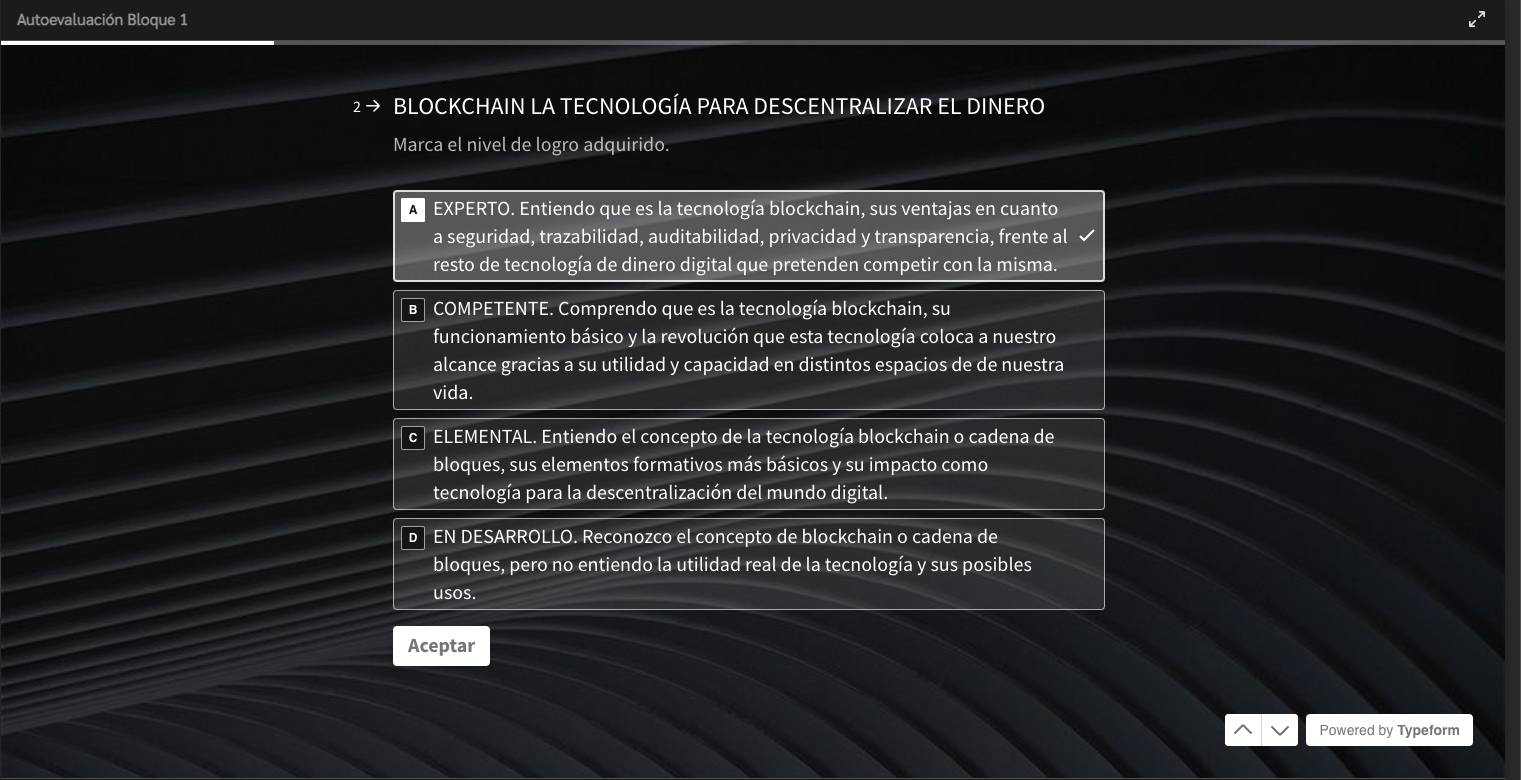 Autoevaluación Bloque 1
2 → BLOCKCHAIN LA TECNOLOGÍA PARA DESCENTRALIZAR EL DINERO
Marca el nivel de logro adquirido.
A EXPERTO. Entiendo que es la tecnología blockchain, sus ventajas en cuanto
a seguridad, trazabilidad, auditabilidad, privacidad y transparencia, frente al
resto de tecnología de dinero digital que pretenden competir con la misma.
B COMPETENTE. Comprendo que es la tecnología blockchain, su
funcionamiento básico y la revolución que esta tecnología coloca a nuestro
alcance gracias a su utilidad y capacidad en distintos espacios de de nuestra
vida.
C ELEMENTAL. Entiendo el concepto de la tecnología blockchain o cadena de
bloques, sus elementos formativos más básicos y su impacto como
tecnología para la descentralización del mundo digital.
D EN DESARROLLO. Reconozco el concepto de blockchain o cadena de
bloques, pero no entiendo la utilidad real de la tecnología y sus posibles
usos.
Aceptar
Powered by Typeform